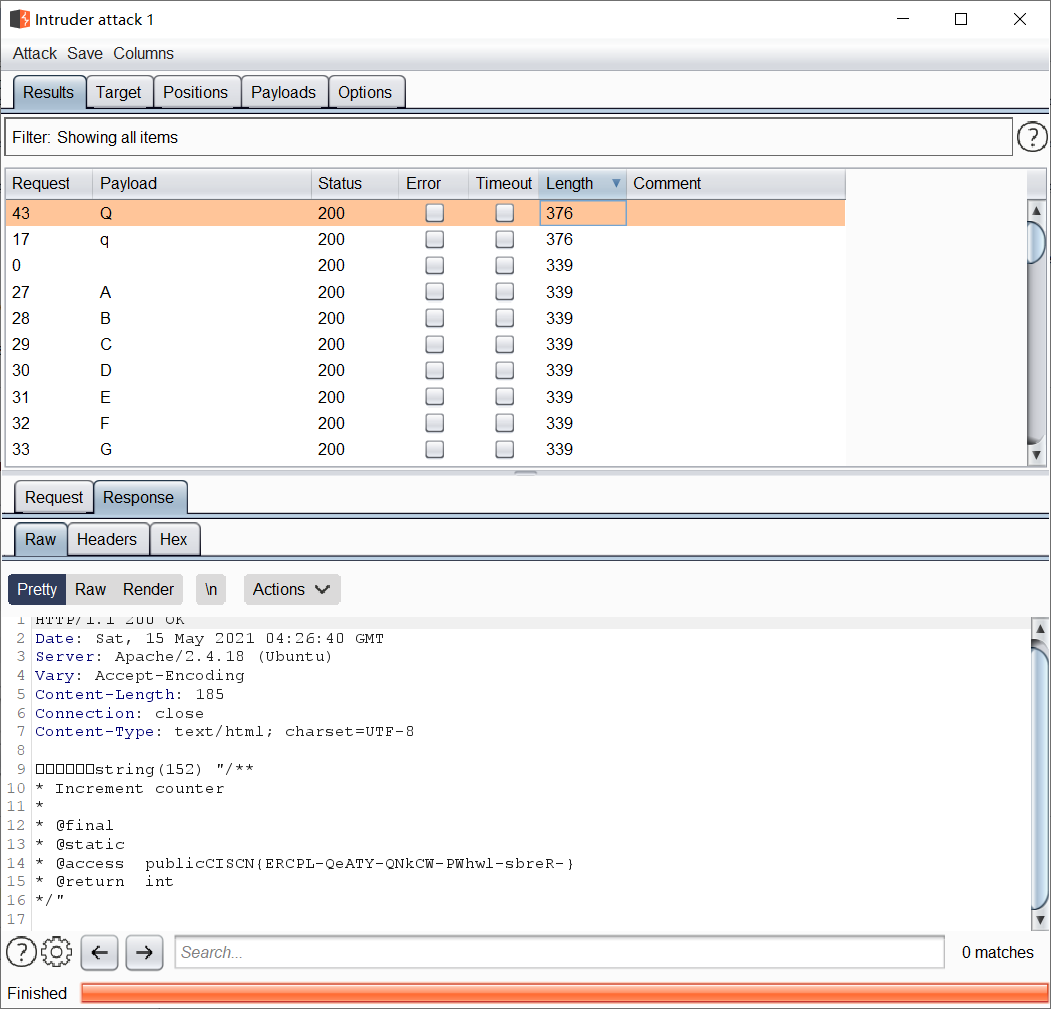 Intruder attack 1
Attack Save Columns
Results Target Positions Payloads Options
Filter: Showing all items
Request Payload Status Error Timeout Length Comment
43 Q 200 376
17 q 200 376
0 200 339
27 A 200 339
28 B 200 339
29 C 200 339
30 D 200 339
31 E 200 339
32 F 200 339
33 G 200 339
Request Response
Raw Headers Hex
Pretty Raw Render \n Actions
1 HTTP/1.1 200 OK
2 Date: Sat, 15 May 2021 04:26:40 GMT
3 Server: Apache/2.4.18 (Ubuntu)
4 Vary: Accept-Encoding
5 Content-Length: 185
6 Connection: close
7 Content-Type: text/html; charset=UTF-8
8
9 □□□□□□string(152) "/**
10 * Increment counter
11 *
12 * @final
13 * @static
14 * @access publicCISCN{ERCPL-QeATY-QNkCW-PWhwl-sbreR-}
15 * @return int
16 */"
17
Search... 0 matches
Finished